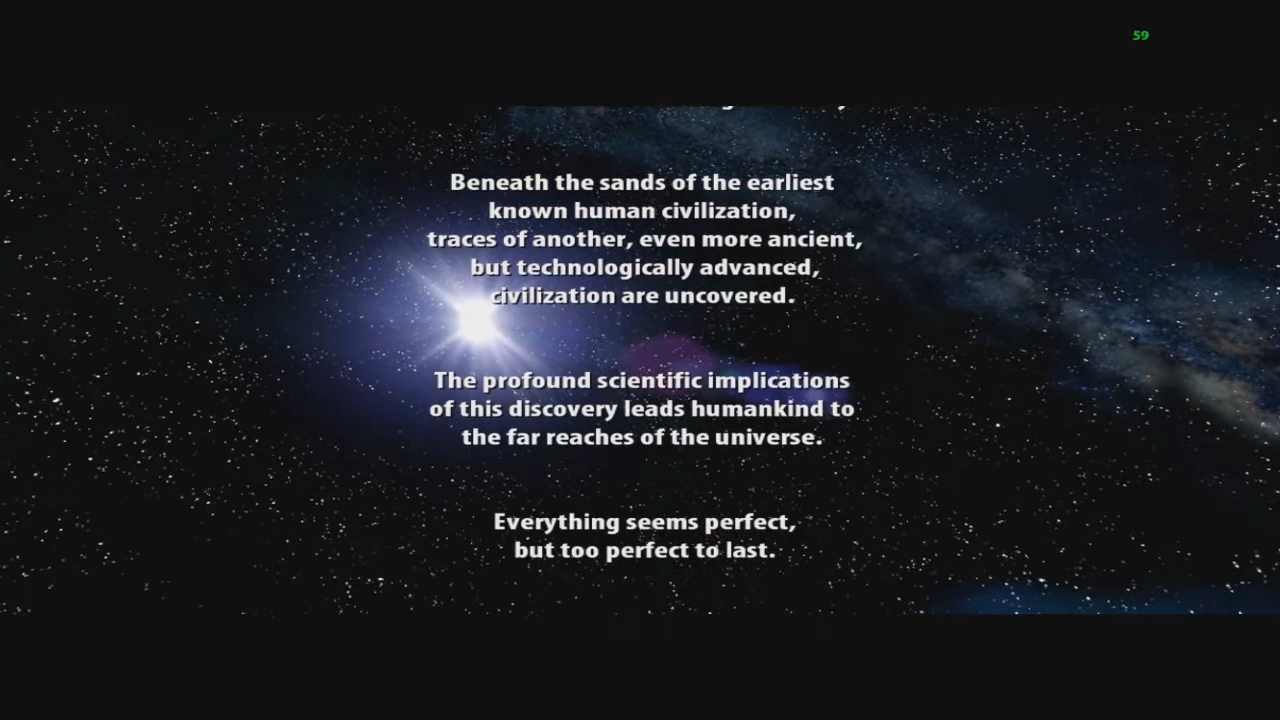 59
Beneath the sands of the earliest
known human civilization,
traces of another, even more ancient,
but technologically advanced,
civilization are uncovered.
The profound scientific implications
of this discovery leads humankind to
the far reaches of the universe.
Everything seems perfect,
but too perfect to last.